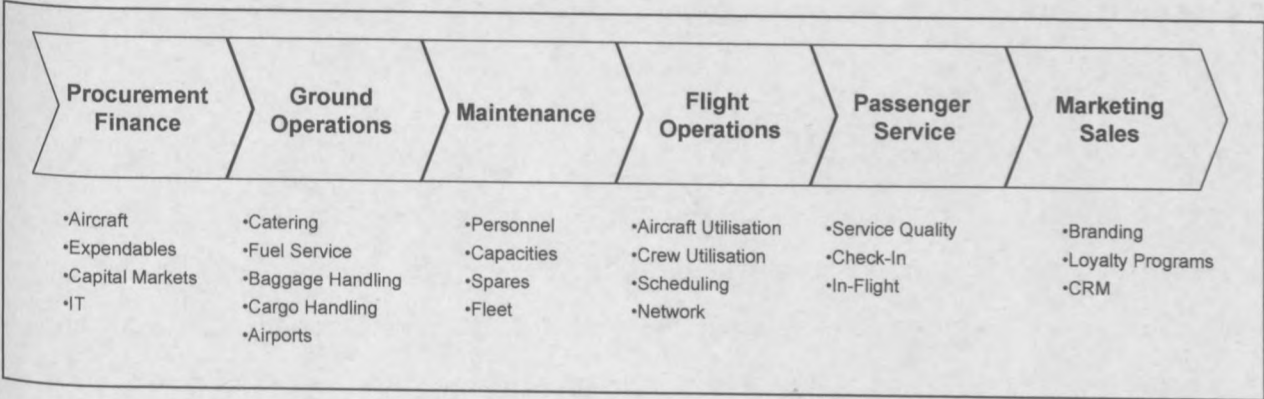 Procurement
Finance
Ground
Operations
Maintenance
Flight
Operations
Passenger
Service
Marketing
Sales
•Aircraft
•Expendables
•Capital Markets
•IT
•Catering
•Fuel Service
•Baggage Handling
•Cargo Handling
•Airports
•Personnel
•Capacities
•Spares
•Fleet
•Aircraft Utilisation
•Crew Utilisation
•Scheduling
•Network
•Service Quality
•Check-In
•In-Flight
•Branding
•Loyalty Programs
•CRM